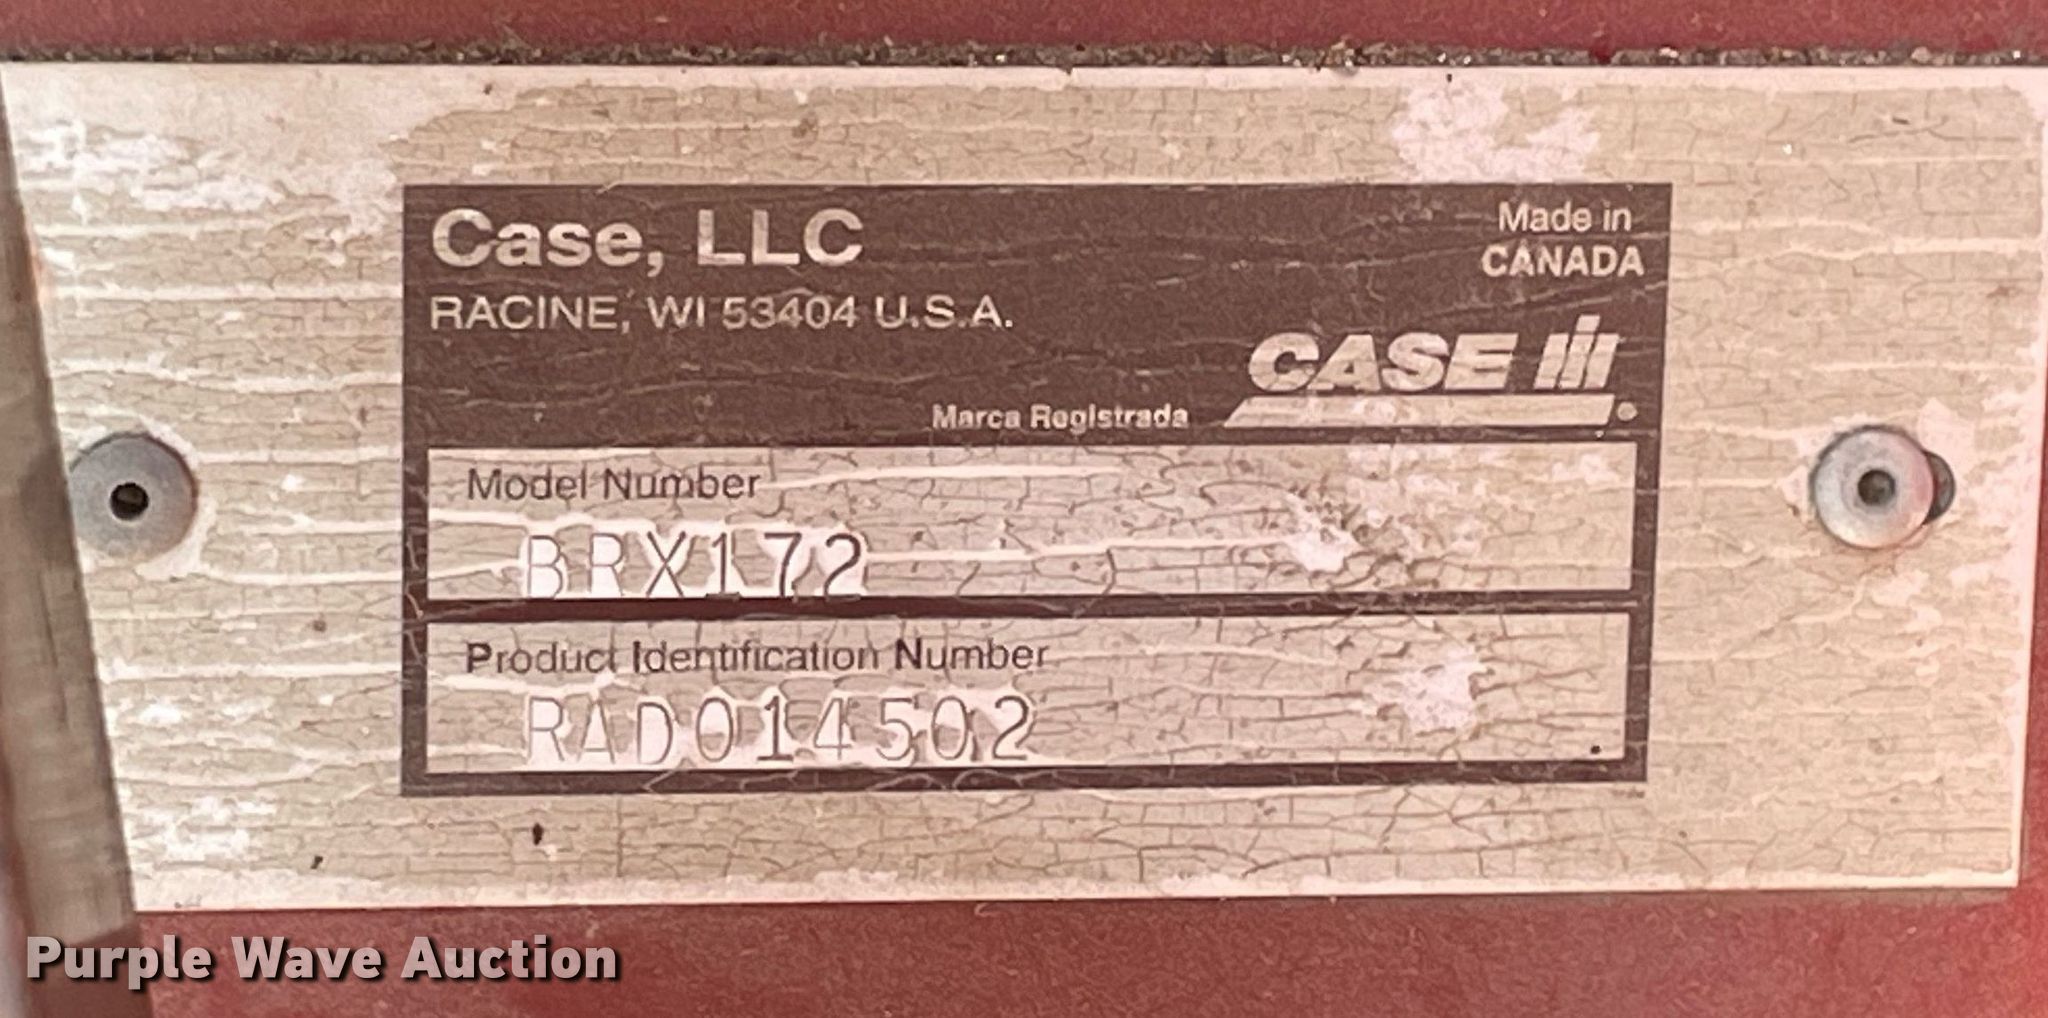 Case, LLC
RACINE, WI 53404 U.S.A.
Made in
CANADA
CASE IH
Marca Registrada
Model Number
BRX172
Product Identification Number
RAD014502
Purple Wave Auction